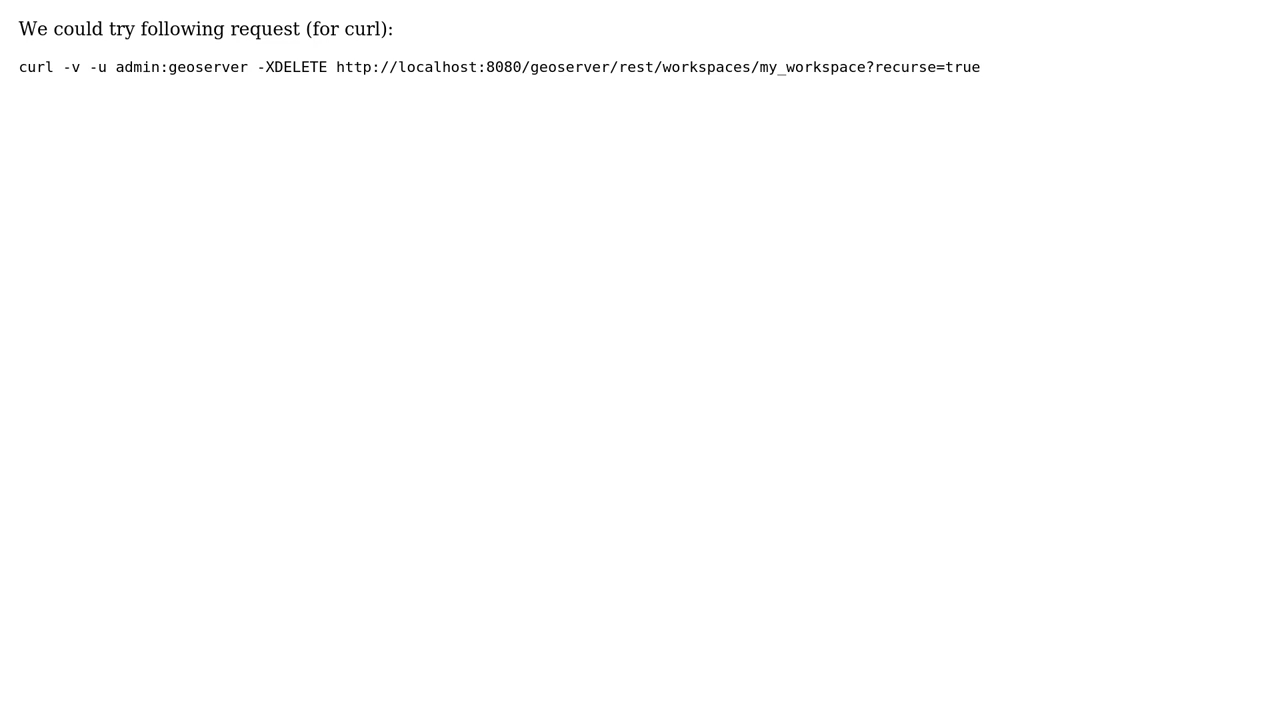 We could try following request (for curl):
curl -v -u admin:geoserver -XDELETE http://localhost:8080/geoserver/rest/workspaces/my_workspace?recurse=true